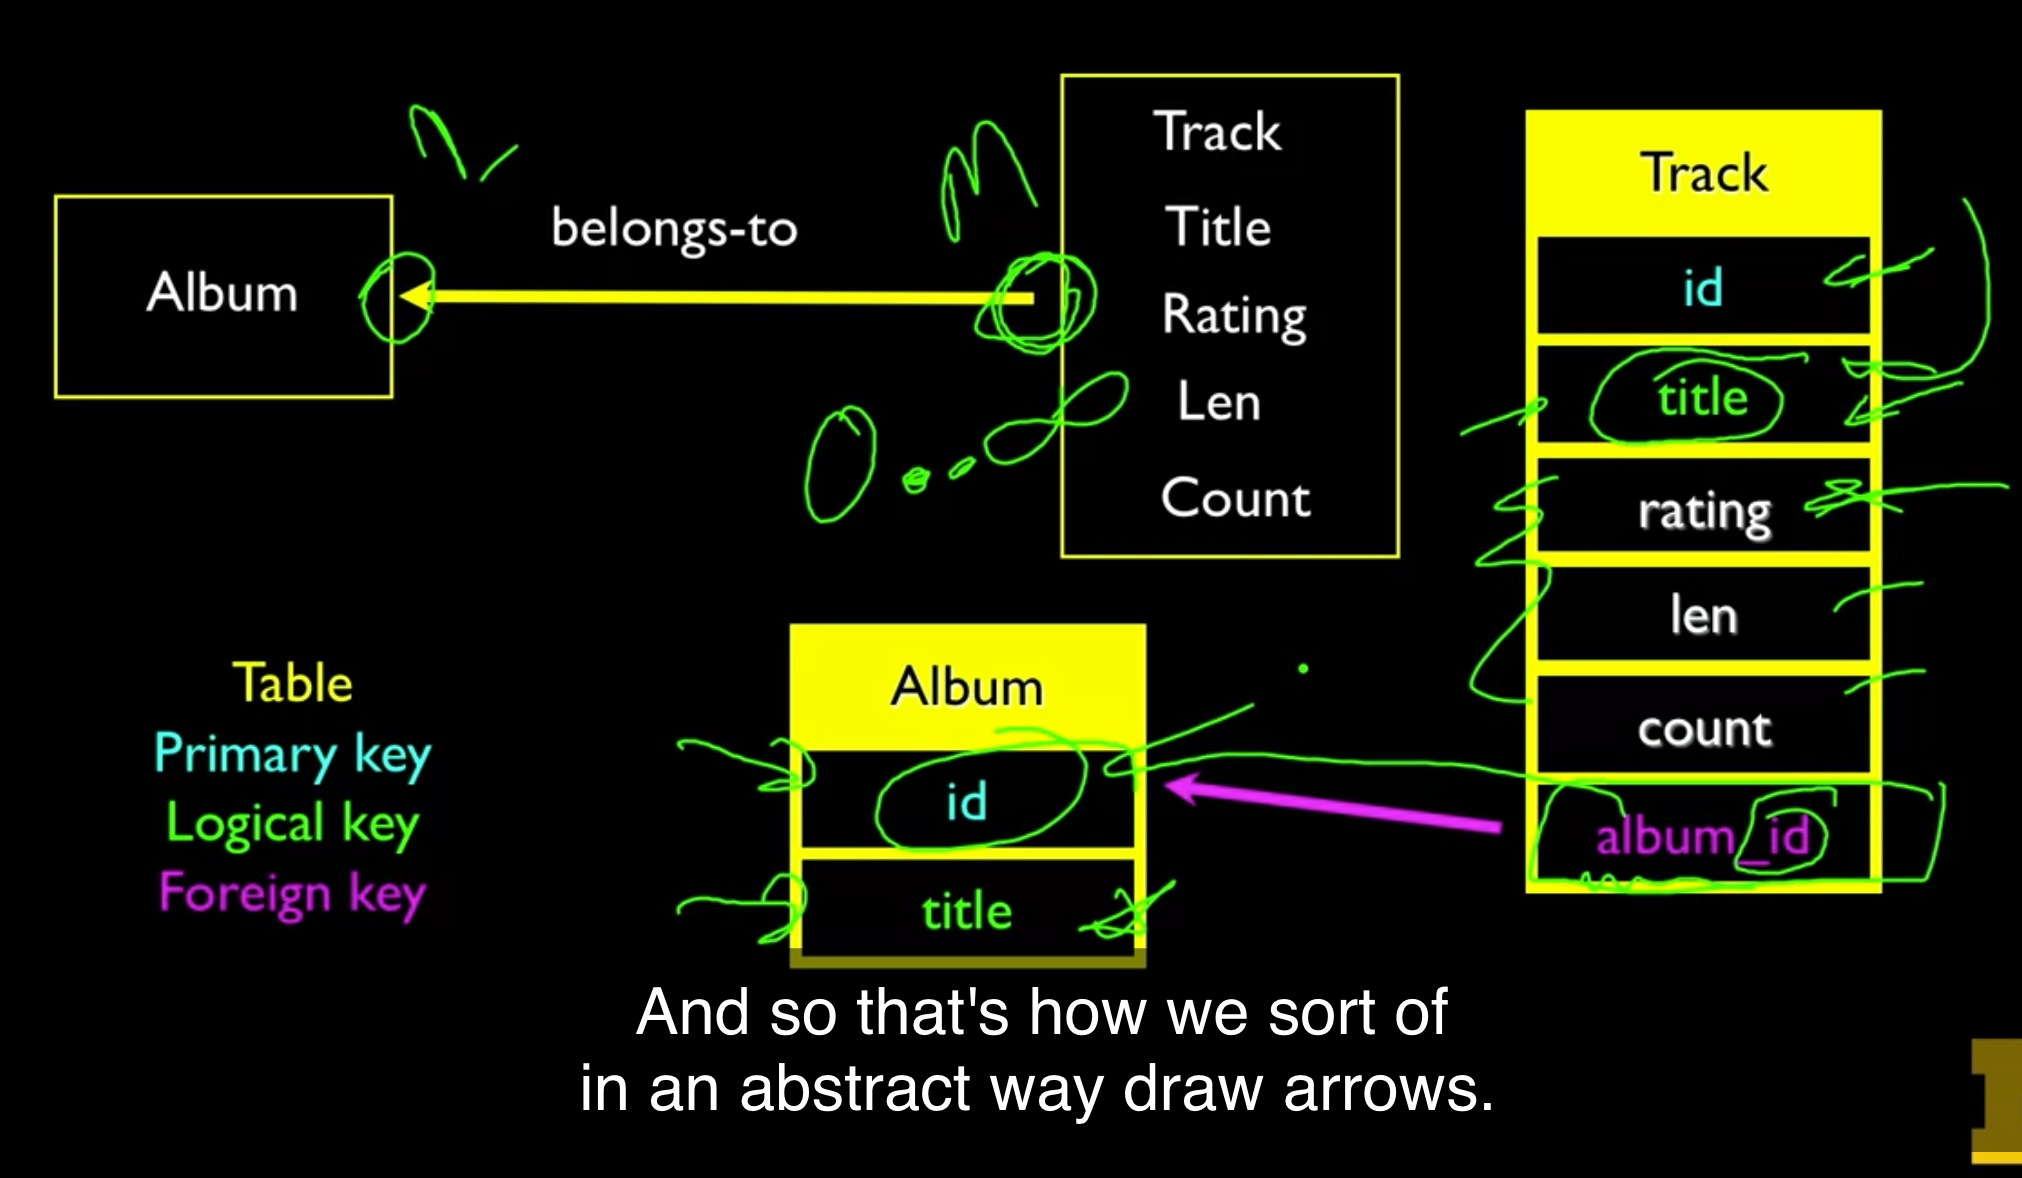 Album
belongs-to
M
Track
Title
Rating
Len
Count
0..∞
Track
id
title
rating
len
count
album_id
Album
id
title
Table
Primary key
Logical key
Foreign key
And so that's how we sort of
in an abstract way draw arrows.